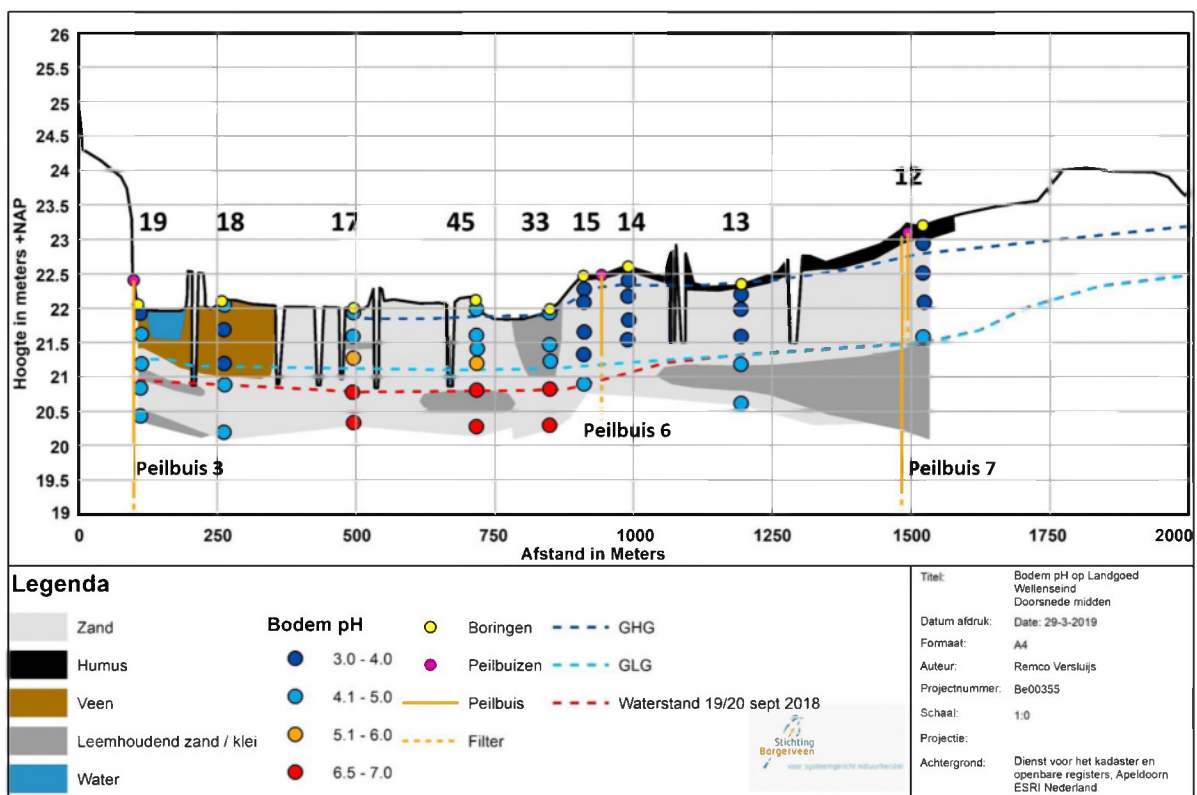 26
25.5
25
24.5
24
23.5
23
22.5
22
21.5
21
20.5
20
19.5
19
Hoogte in meters +NAP
19
18
17
45
33
15
14
13
12
Peilbuis 3
Peilbuis 6
Peilbuis 7
0 250 500 750 1000 1250 1500 1750 2000
Afstand in Meters
Legenda
Zand
Humus
Veen
Leemhoudend zand / klei
Water
Bodem pH
3.0 - 4.0
4.1 - 5.0
5.1 - 6.0
6.5 - 7.0
Boringen
Peilbuizen
Peilbuis
Filter
GHG
GLG
Waterstand 19/20 sept 2018
Stichting
Bargerveen
voor systeemgericht natuurherstel
Titel: Bodem pH op Landgoed
Wellenseind
Doorsnede midden
Datum afdruk: Date: 29-3-2019
Formaat: A4
Auteur: Remco Versluijs
Projectnummer: Be00355
Schaal: 1:0
Projectie:
Achtergrond: Dienst voor het kadaster en
openbare registers, Apeldoorn
ESRI Nederland